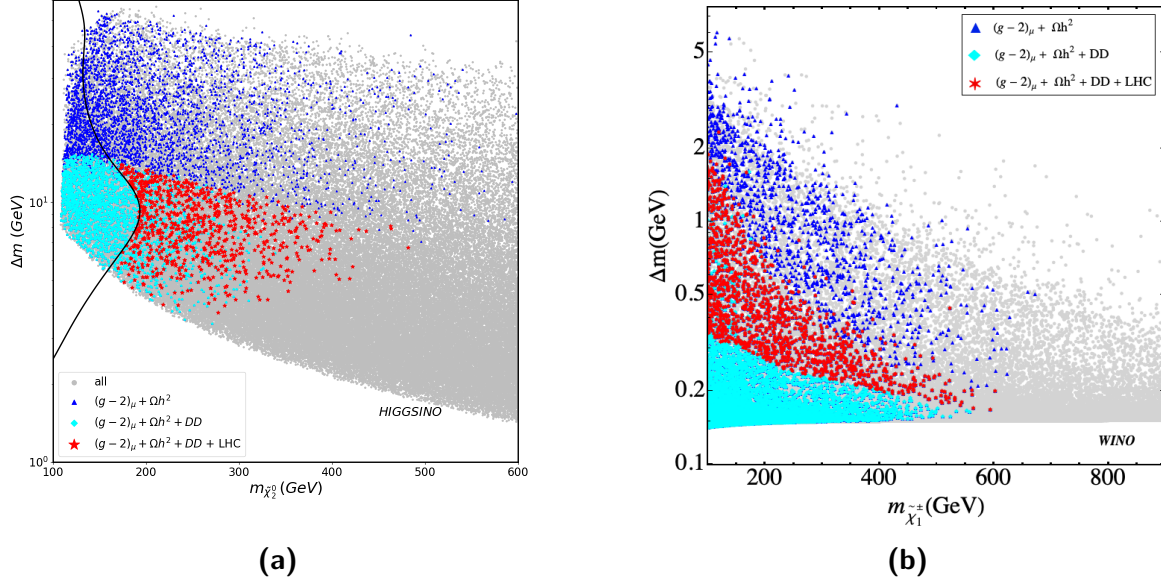 Δm (GeV)
10¹
10⁰
all
(g − 2)μ + Ωh²
(g − 2)μ + Ωh² + DD
(g − 2)μ + Ωh² + DD + LHC
HIGGSINO
100 200 300 400 500 600
m_χ̃₂⁰ (GeV)
(a)
Δm(GeV)
5
2
1
0.5
0.2
0.1
(g − 2)μ + Ωh²
(g − 2)μ + Ωh² + DD
(g − 2)μ + Ωh² + DD + LHC
WINO
200 400 600 800
m_χ̃₁±(GeV)
(b)